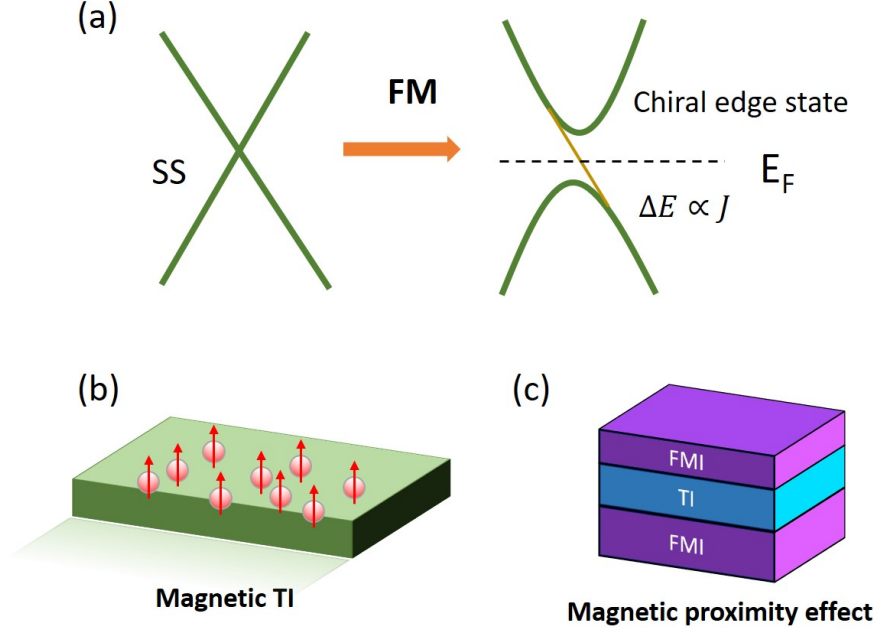 (a)
FM
SS
Chiral edge state
E_F
ΔE ∝ J
(b)
Magnetic TI
(c)
FMI
TI
FMI
Magnetic proximity effect